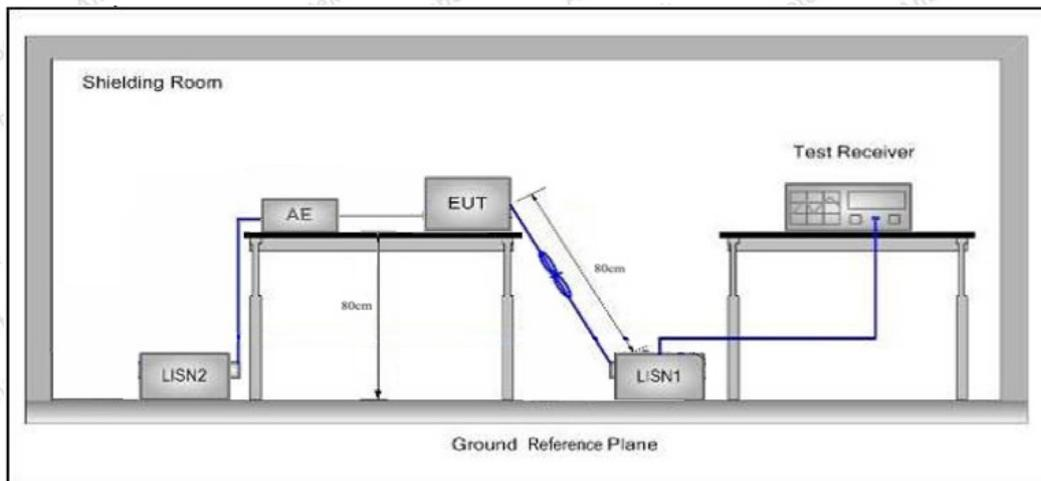 Shielding Room
Test Receiver
EUT
AE
80cm
80cm
LISN2
LISN1
Ground Reference Plane